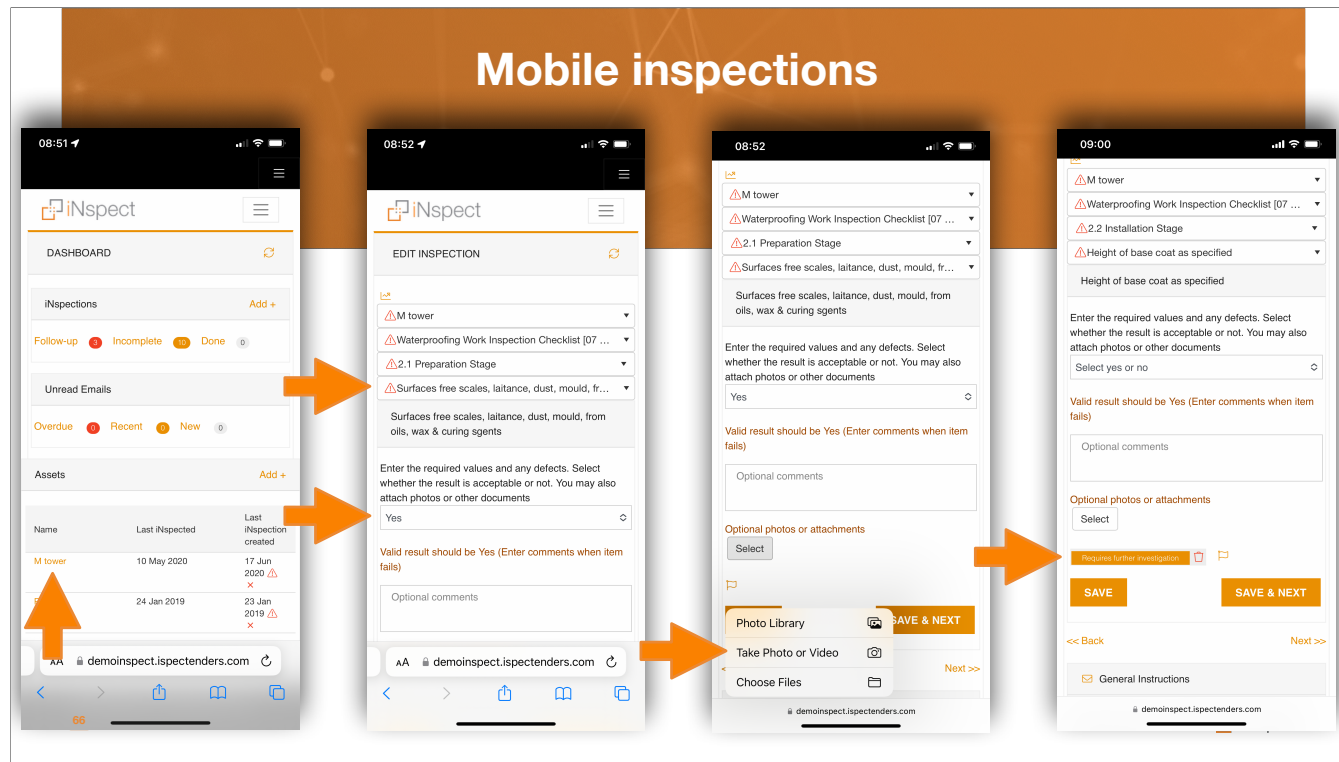 Mobile inspections
08:51
iNspect
DASHBOARD
iNspections
Add +
Follow-up 3 Incomplete 10 Done 0
Unread Emails
Overdue 0 Recent 0 New 0
Assets
Add +
Name
Last iNspected
Last
iNspection
created
M tower
10 May 2020
17 Jun
2020
24 Jan 2019
23 Jan
2019
AA demoinspect.ispectenders.com
66
08:52
iNspect
EDIT INSPECTION
M tower
Waterproofing Work Inspection Checklist [07 ...
2.1 Preparation Stage
Surfaces free scales, laitance, dust, mould, fr...
Surfaces free scales, laitance, dust, mould, from
oils, wax & curing sgents
Enter the required values and any defects. Select
whether the result is acceptable or not. You may also
attach photos or other documents
Yes
Valid result should be Yes (Enter comments when item
fails)
Optional comments
AA demoinspect.ispectenders.com
08:52
M tower
Waterproofing Work Inspection Checklist [07 ...
2.1 Preparation Stage
Surfaces free scales, laitance, dust, mould, fr...
Surfaces free scales, laitance, dust, mould, from
oils, wax & curing sgents
Enter the required values and any defects. Select
whether the result is acceptable or not. You may also
attach photos or other documents
Yes
Valid result should be Yes (Enter comments when item
fails)
Optional comments
Optional photos or attachments
Select
SAVE & NEXT
Photo Library
Take Photo or Video
Choose Files
Next >>
demoinspect.ispectenders.com
09:00
M tower
Waterproofing Work Inspection Checklist [07 ...
2.2 Installation Stage
Height of base coat as specified
Height of base coat as specified
Enter the required values and any defects. Select
whether the result is acceptable or not. You may also
attach photos or other documents
Select yes or no
Valid result should be Yes (Enter comments when item
fails)
Optional comments
Optional photos or attachments
Select
Requires further investigation
SAVE
SAVE & NEXT
<< Back
Next >>
General Instructions
demoinspect.ispectenders.com